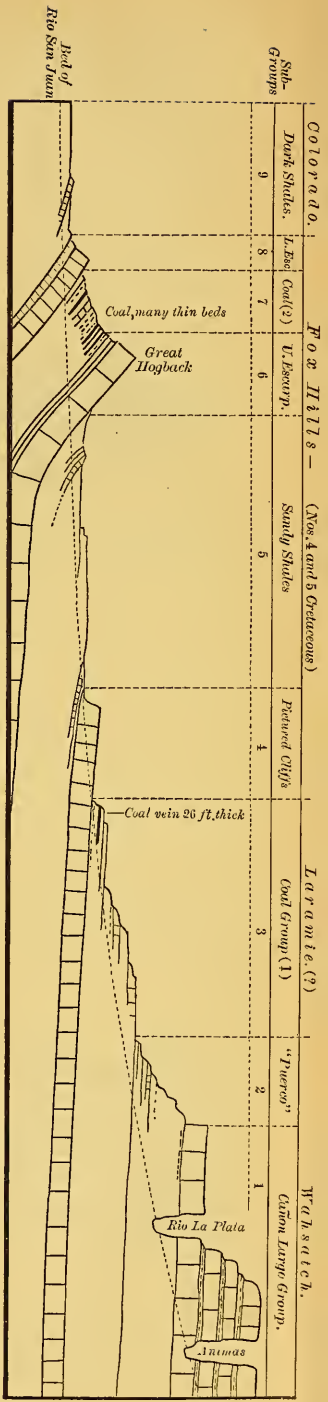 Colorado.
Fox Hills — (Nos. 4 and 5 Cretaceous)
Laramie. (?)
Wahsatch.
Sub-
Groups
Dark Shales.
L. Esc
Coal (2)
U. Escarp.
Sandy Shales
Pictured Cliffs
Coal Group (1)
"Puerco"
Cañon Largo Group.
9
8
7
6
5
4
3
2
1
Coal, many thin beds
Great
Hogback
Coal vein 26 ft. thick
Rio La Plata
Animas
Bed of
Rio San Juan